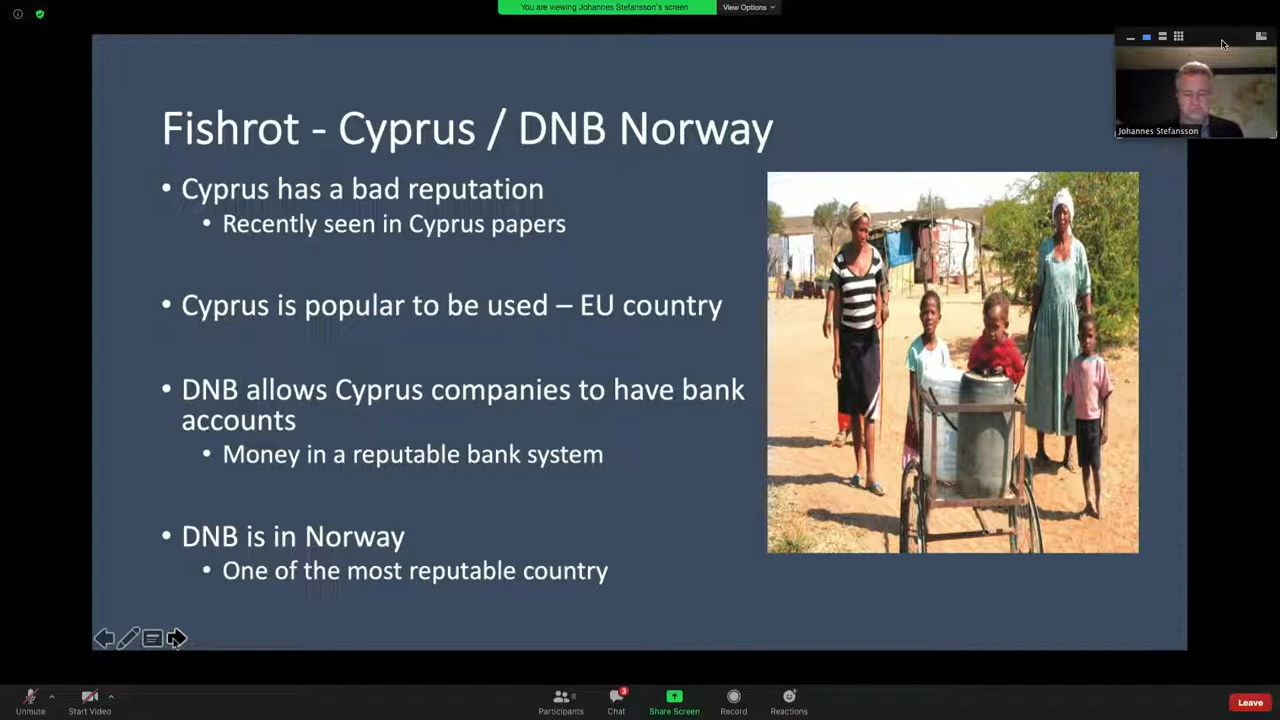 You are viewing Johannes Stefansson's screen
View Options
Johannes Stefansson
Fishrot - Cyprus / DNB Norway
• Cyprus has a bad reputation
• Recently seen in Cyprus papers
• Cyprus is popular to be used – EU country
• DNB allows Cyprus companies to have bank
accounts
• Money in a reputable bank system
• DNB is in Norway
• One of the most reputable country
Unmute
Start Video
Participants
8
Chat
3
Share Screen
Record
Reactions
Leave